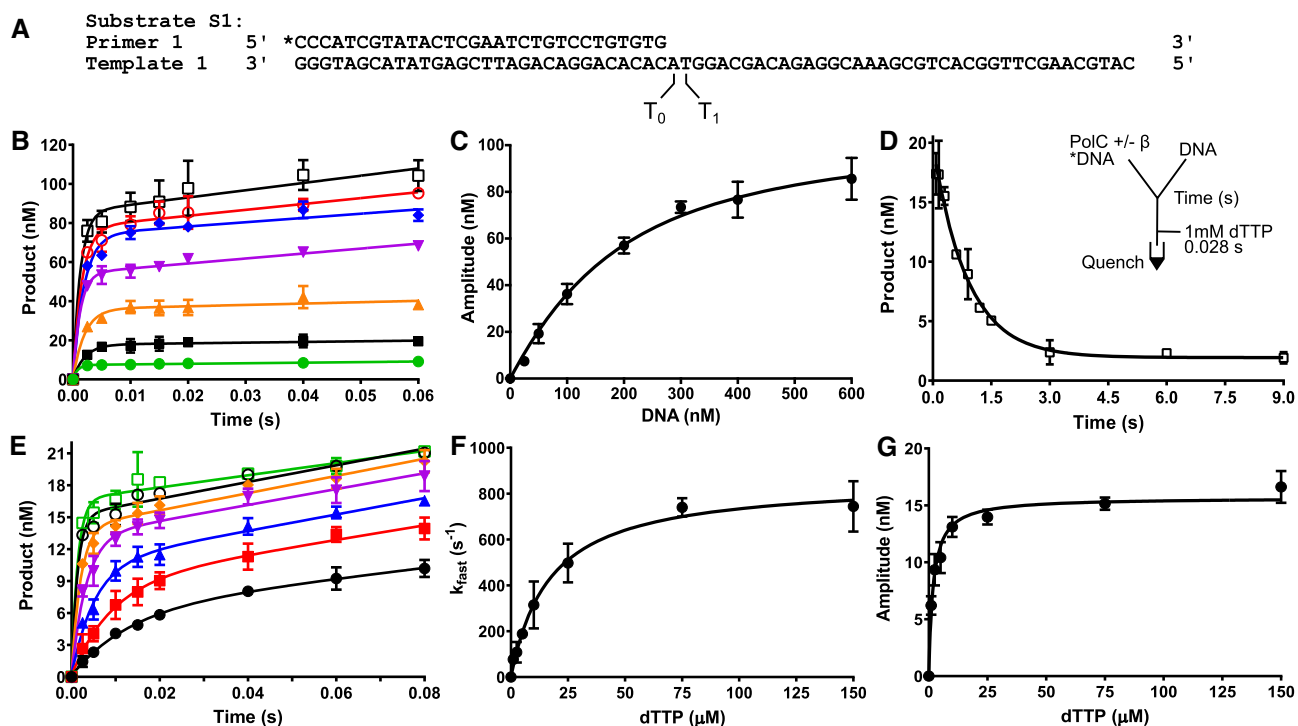 A
Substrate S1:
Primer 1 5' *CCCATCGTATACTCGAATCTGTCCTGTGTG 3'
Template 1 3' GGGTAGCATATGAGCTTAGACAGGACACACATGGACGACAGAGGCAAAGCGTCACGGTTCGAACGTAC 5'
T0 T1
B
Product (nM)
120
100
80
60
40
20
0
0.00 0.01 0.02 0.03 0.04 0.05 0.06
Time (s)
C
Amplitude (nM)
100
80
60
40
20
0
0 100 200 300 400 500 600
DNA (nM)
D
Product (nM)
20
15
10
5
0
0.0 1.5 3.0 4.5 6.0 7.5 9.0
Time (s)
PolC +/- β
*DNA
DNA
Time (s)
1mM dTTP
0.028 s
Quench
E
Product (nM)
21
18
15
12
9
6
3
0
0.00 0.02 0.04 0.06 0.08
Time (s)
F
kfast (s-1)
1000
800
600
400
200
0
0 25 50 75 100 125 150
dTTP (μM)
G
Amplitude (nM)
20
15
10
5
0
0 25 50 75 100 125 150
dTTP (μM)